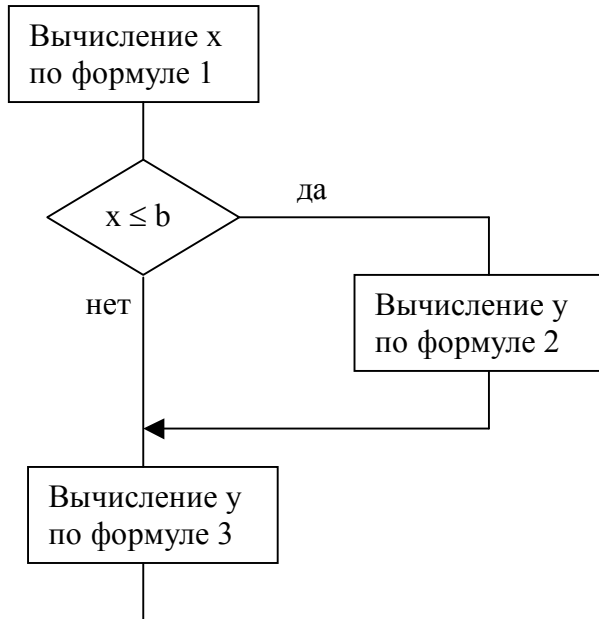 Вычисление x
по формуле 1
x ≤ b
да
нет
Вычисление y
по формуле 2
Вычисление y
по формуле 3